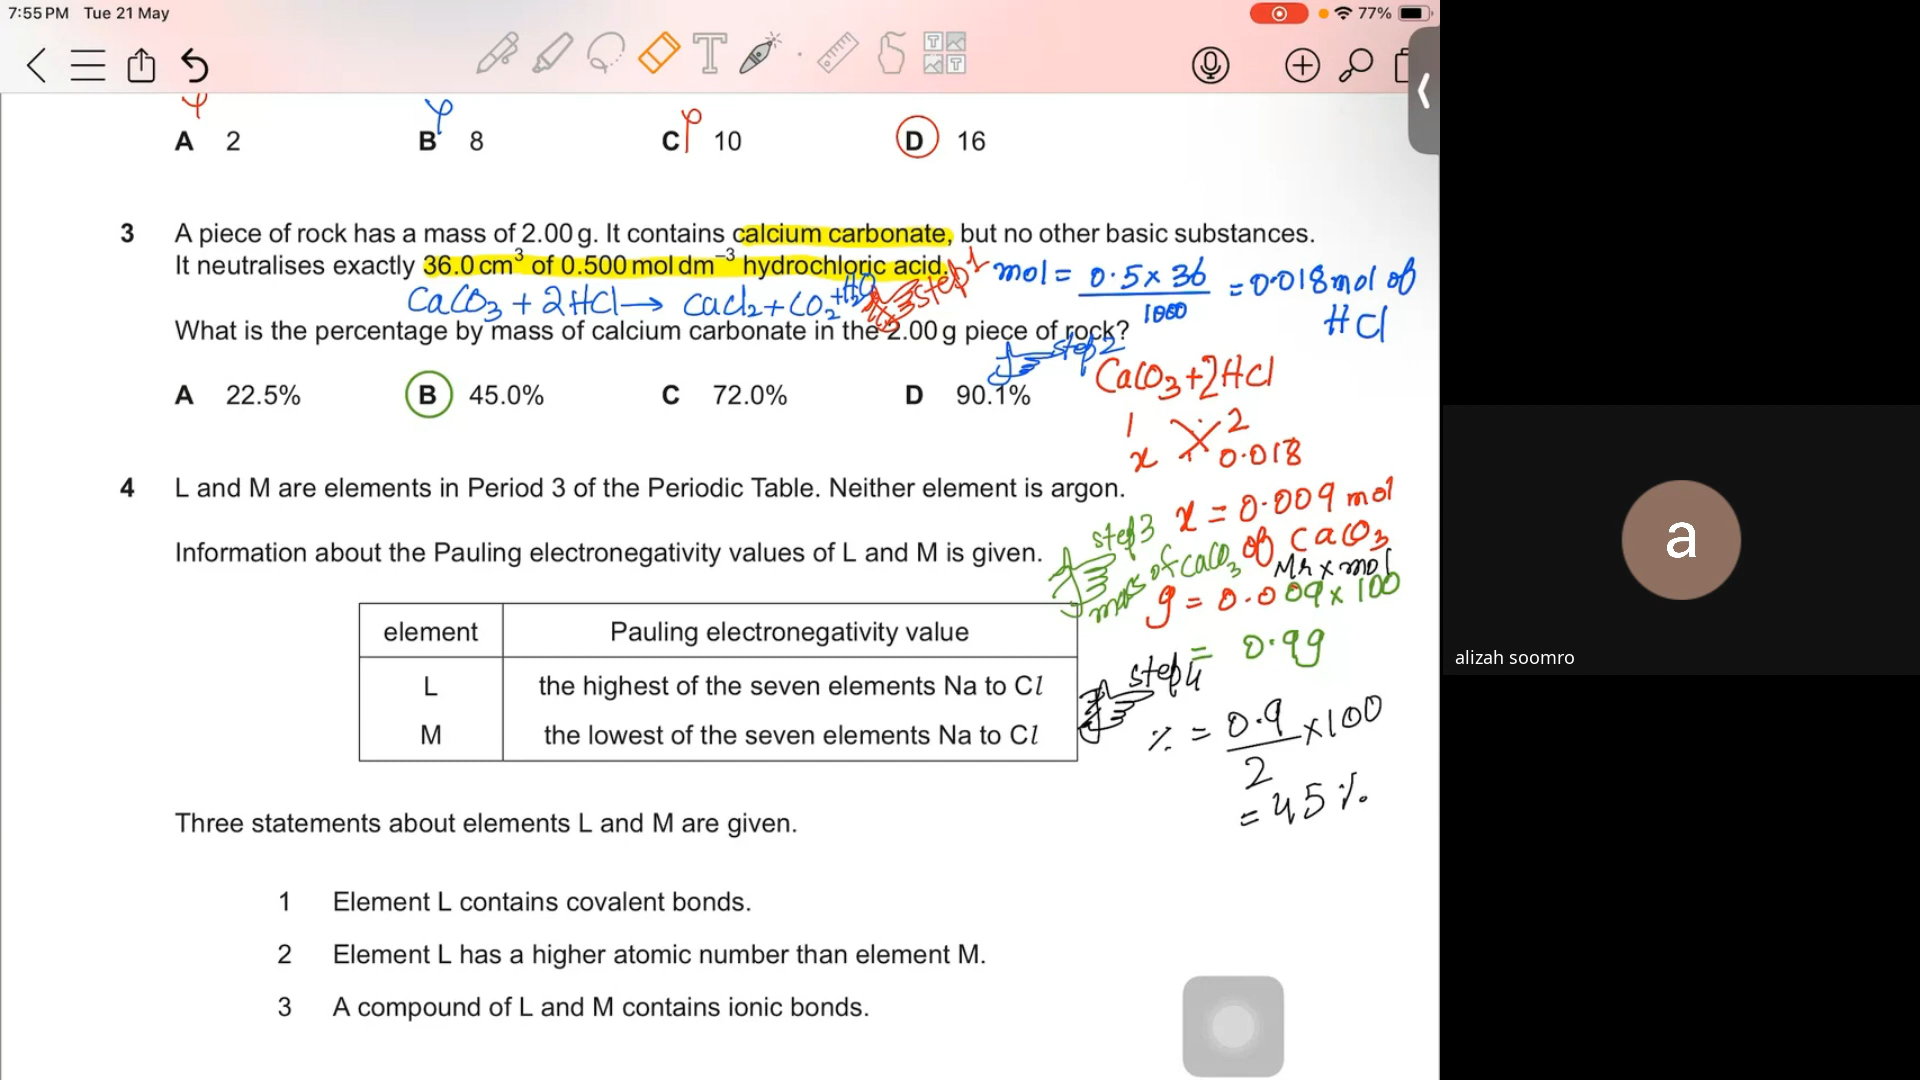 7:55 PM Tue 21 May
77%
A 2 B 8 C 10 D 16
3 A piece of rock has a mass of 2.00 g. It contains calcium carbonate, but no other basic substances.
It neutralises exactly 36.0 cm³ of 0.500 mol dm⁻³ hydrochloric acid.
step 1
mol = 0.5 x 36 / 1000 = 0.018 mol of HCl
CaCO3 + 2HCl → CaCl2 + CO2 + H2O
What is the percentage by mass of calcium carbonate in the 2.00 g piece of rock?
step 2
CaCO3 + 2HCl
1 2
x 0.018
A 22.5% B 45.0% C 72.0% D 90.1%
4 L and M are elements in Period 3 of the Periodic Table. Neither element is argon.
x = 0.009 mol
of CaCO3
Information about the Pauling electronegativity values of L and M is given.
step 3
mass of CaCO3
Mr x mol
g = 0.009 x 100
= 0.9g
element Pauling electronegativity value
L the highest of the seven elements Na to Cl
M the lowest of the seven elements Na to Cl
step 4
% = 0.9 / 2 x 100
= 45 %
Three statements about elements L and M are given.
1 Element L contains covalent bonds.
2 Element L has a higher atomic number than element M.
3 A compound of L and M contains ionic bonds.
a
alizah soomro